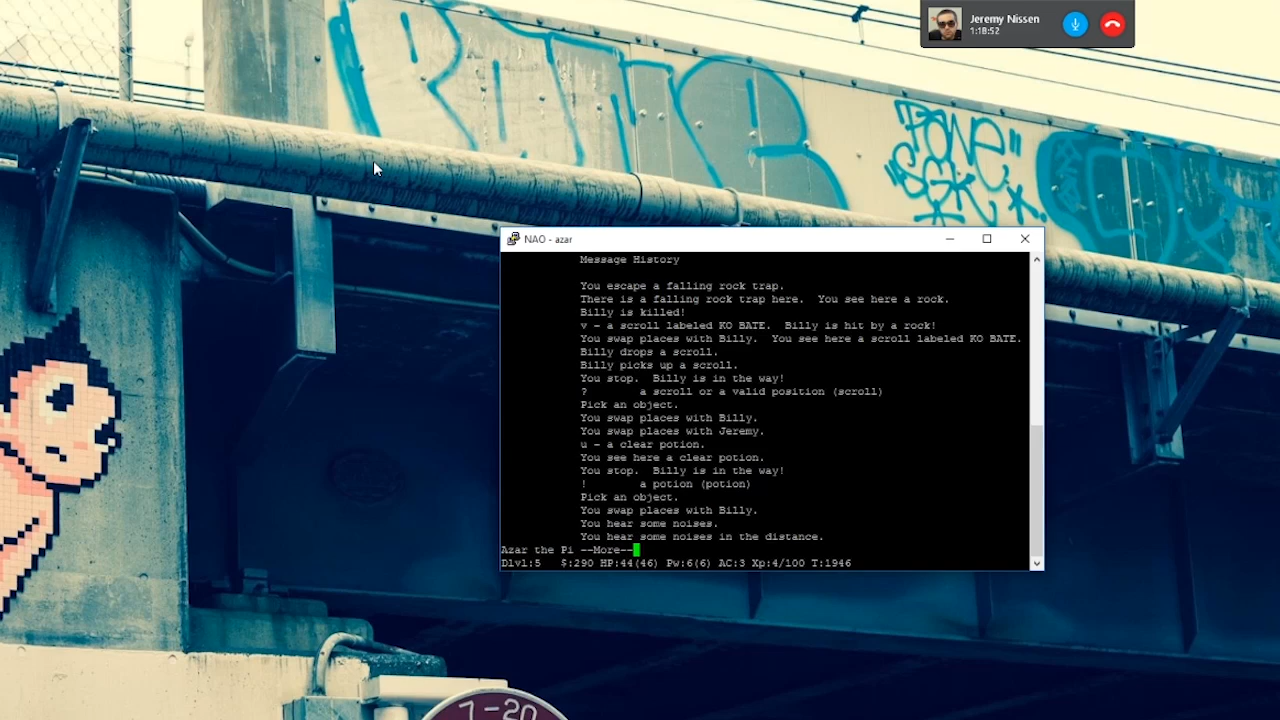 Jeremy Nissen
1:18:52
PANE
SGK
NAO - azar
Message History
You escape a falling rock trap.
There is a falling rock trap here.  You see here a rock.
Billy is killed!
v - a scroll labeled KO BATE.  Billy is hit by a rock!
You swap places with Billy.  You see here a scroll labeled KO BATE.
Billy drops a scroll.
Billy picks up a scroll.
You stop.  Billy is in the way!
?        a scroll or a valid position (scroll)
Pick an object.
You swap places with Billy.
You swap places with Jeremy.
u - a clear potion.
You see here a clear potion.
You stop.  Billy is in the way!
!        a potion (potion)
Pick an object.
You swap places with Billy.
You hear some noises.
You hear some noises in the distance.
Azar the Pi --More--
Dlvl:5   $:290 HP:44(46) Pw:6(6) AC:3 Xp:4/100 T:1946
7-20